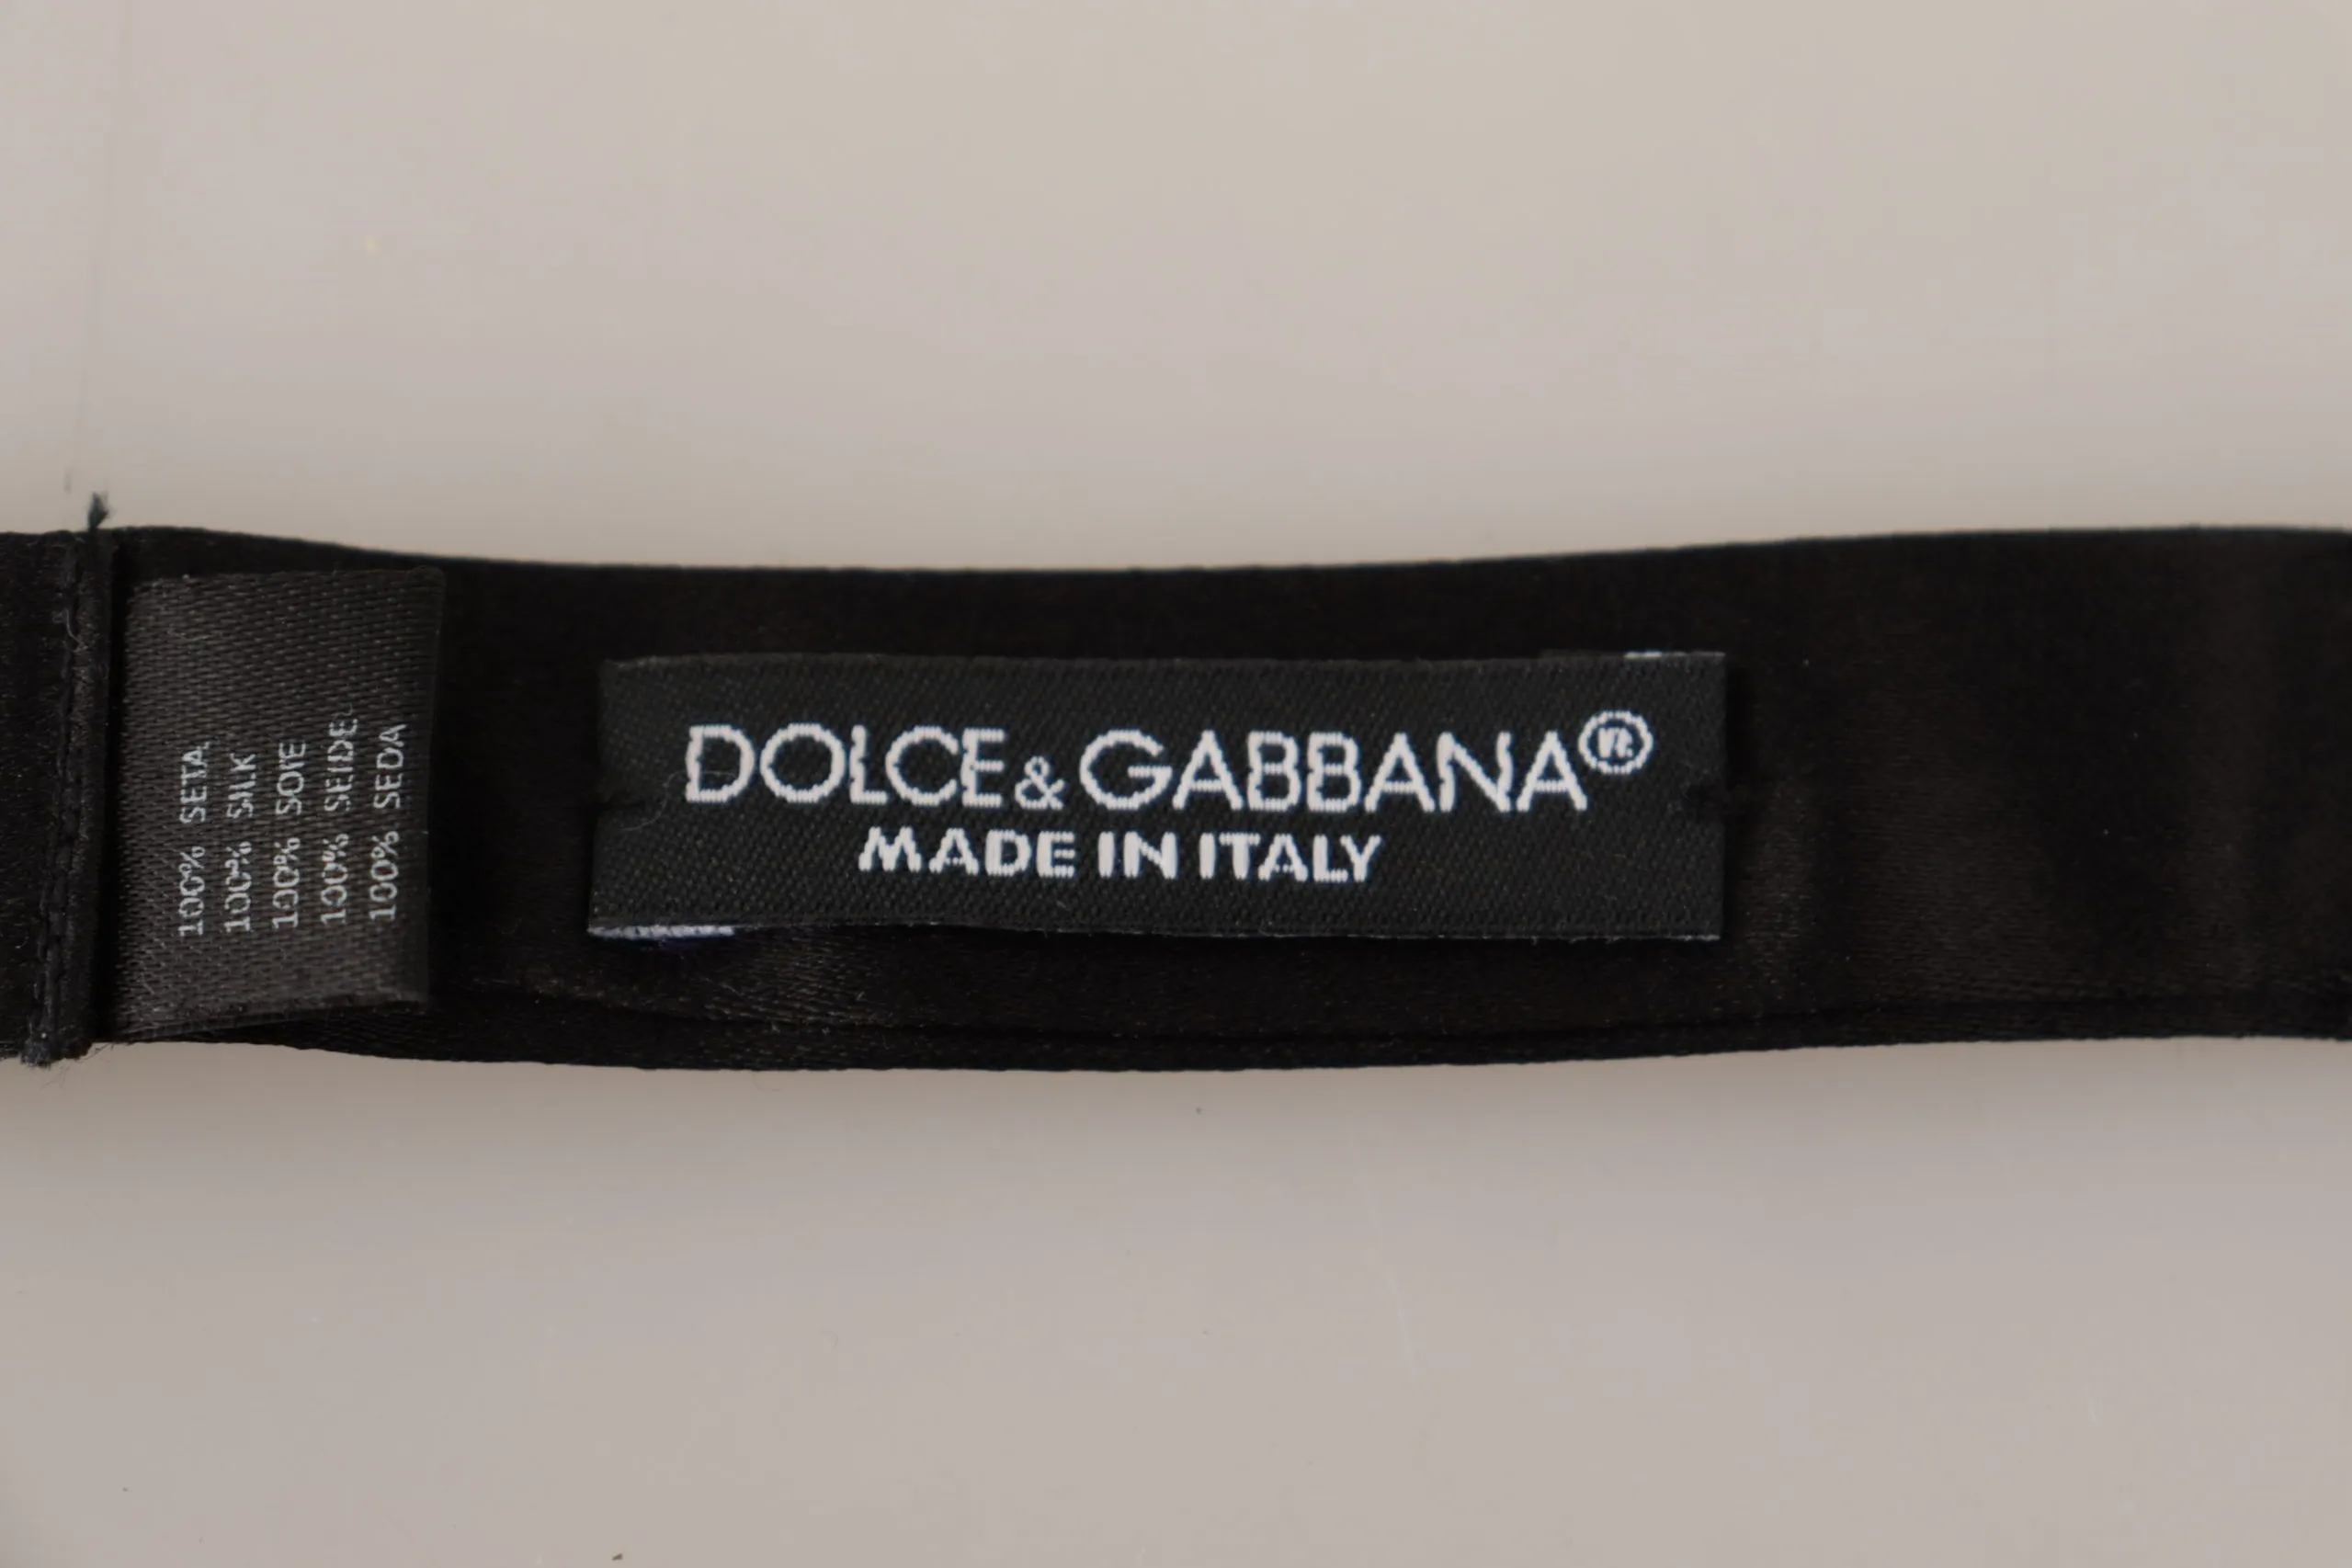 100% SETA
100% SILK
100% SOIE
100% SEIDE
100% SEDA
DOLCE&GABBANA®
MADE IN ITALY